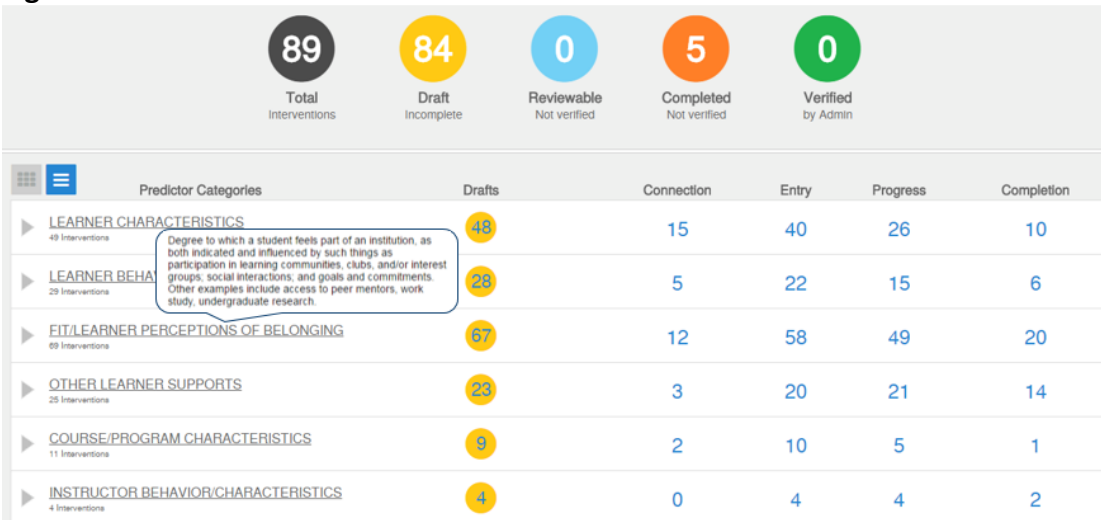 89
84
0
5
0
Total
Draft
Reviewable
Completed
Verified
Interventions
Incomplete
Not verified
Not verified
by Admin
Predictor Categories
Drafts
Connection
Entry
Progress
Completion
LEARNER CHARACTERISTICS
48
15
40
26
10
49 Interventions
Degree to which a student feels part of an institution, as
both indicated and influenced by such things as
participation in learning communities, clubs, and/or interest
groups; social interactions; and goals and commitments.
Other examples include access to peer mentors, work
study, undergraduate research.
LEARNER BEHA
28
5
22
15
6
29 Interventions
FIT/LEARNER PERCEPTIONS OF BELONGING
67
12
58
49
20
69 Interventions
OTHER LEARNER SUPPORTS
23
3
20
21
14
25 Interventions
COURSE/PROGRAM CHARACTERISTICS
9
2
10
5
1
11 Interventions
INSTRUCTOR BEHAVIOR/CHARACTERISTICS
4
0
4
4
2
4 Interventions